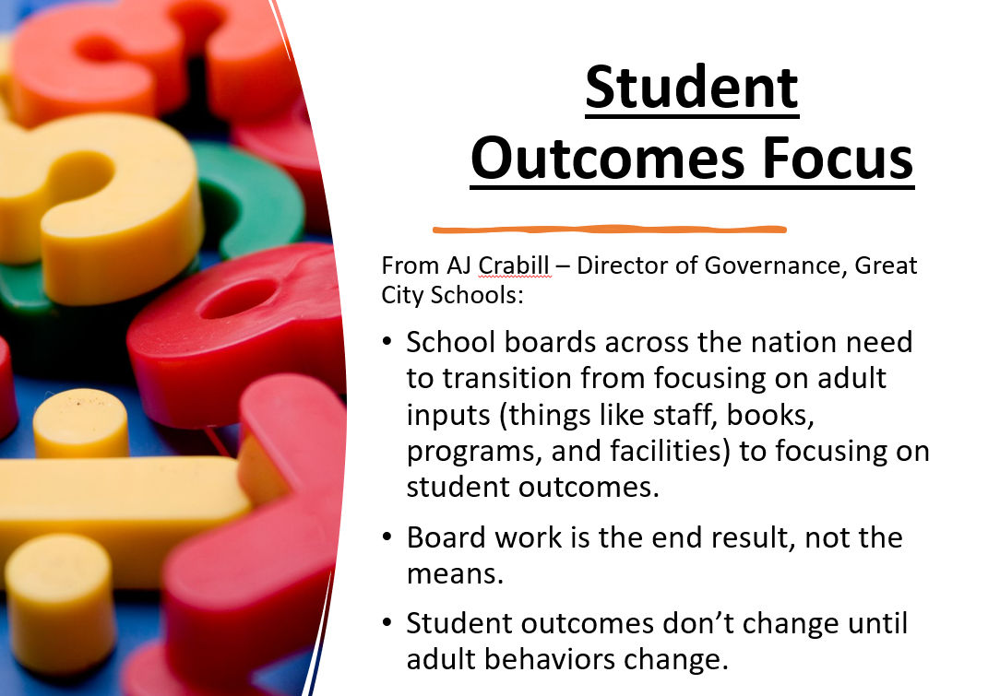 Student
Outcomes Focus
From AJ Crabill – Director of Governance, Great
City Schools:
• School boards across the nation need
to transition from focusing on adult
inputs (things like staff, books,
programs, and facilities) to focusing on
student outcomes.
• Board work is the end result, not the
means.
• Student outcomes don’t change until
adult behaviors change.